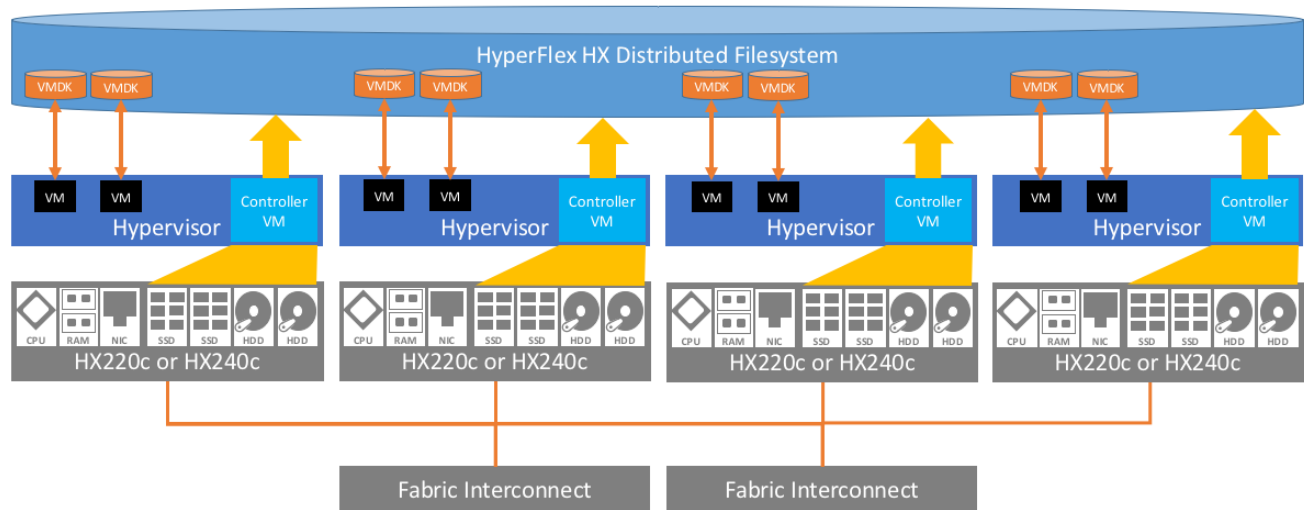 HyperFlex HX Distributed Filesystem
VMDK VMDK VMDK VMDK VMDK VMDK VMDK VMDK
VM VM Controller VM VM Controller VM VM Controller VM VM Controller
VM VM VM VM
Hypervisor Hypervisor Hypervisor Hypervisor
CPU RAM NIC SSD SSD HDD HDD CPU RAM NIC SSD SSD HDD HDD CPU RAM NIC SSD SSD HDD HDD CPU RAM NIC SSD SSD HDD HDD
HX220c or HX240c HX220c or HX240c HX220c or HX240c HX220c or HX240c
Fabric Interconnect Fabric Interconnect